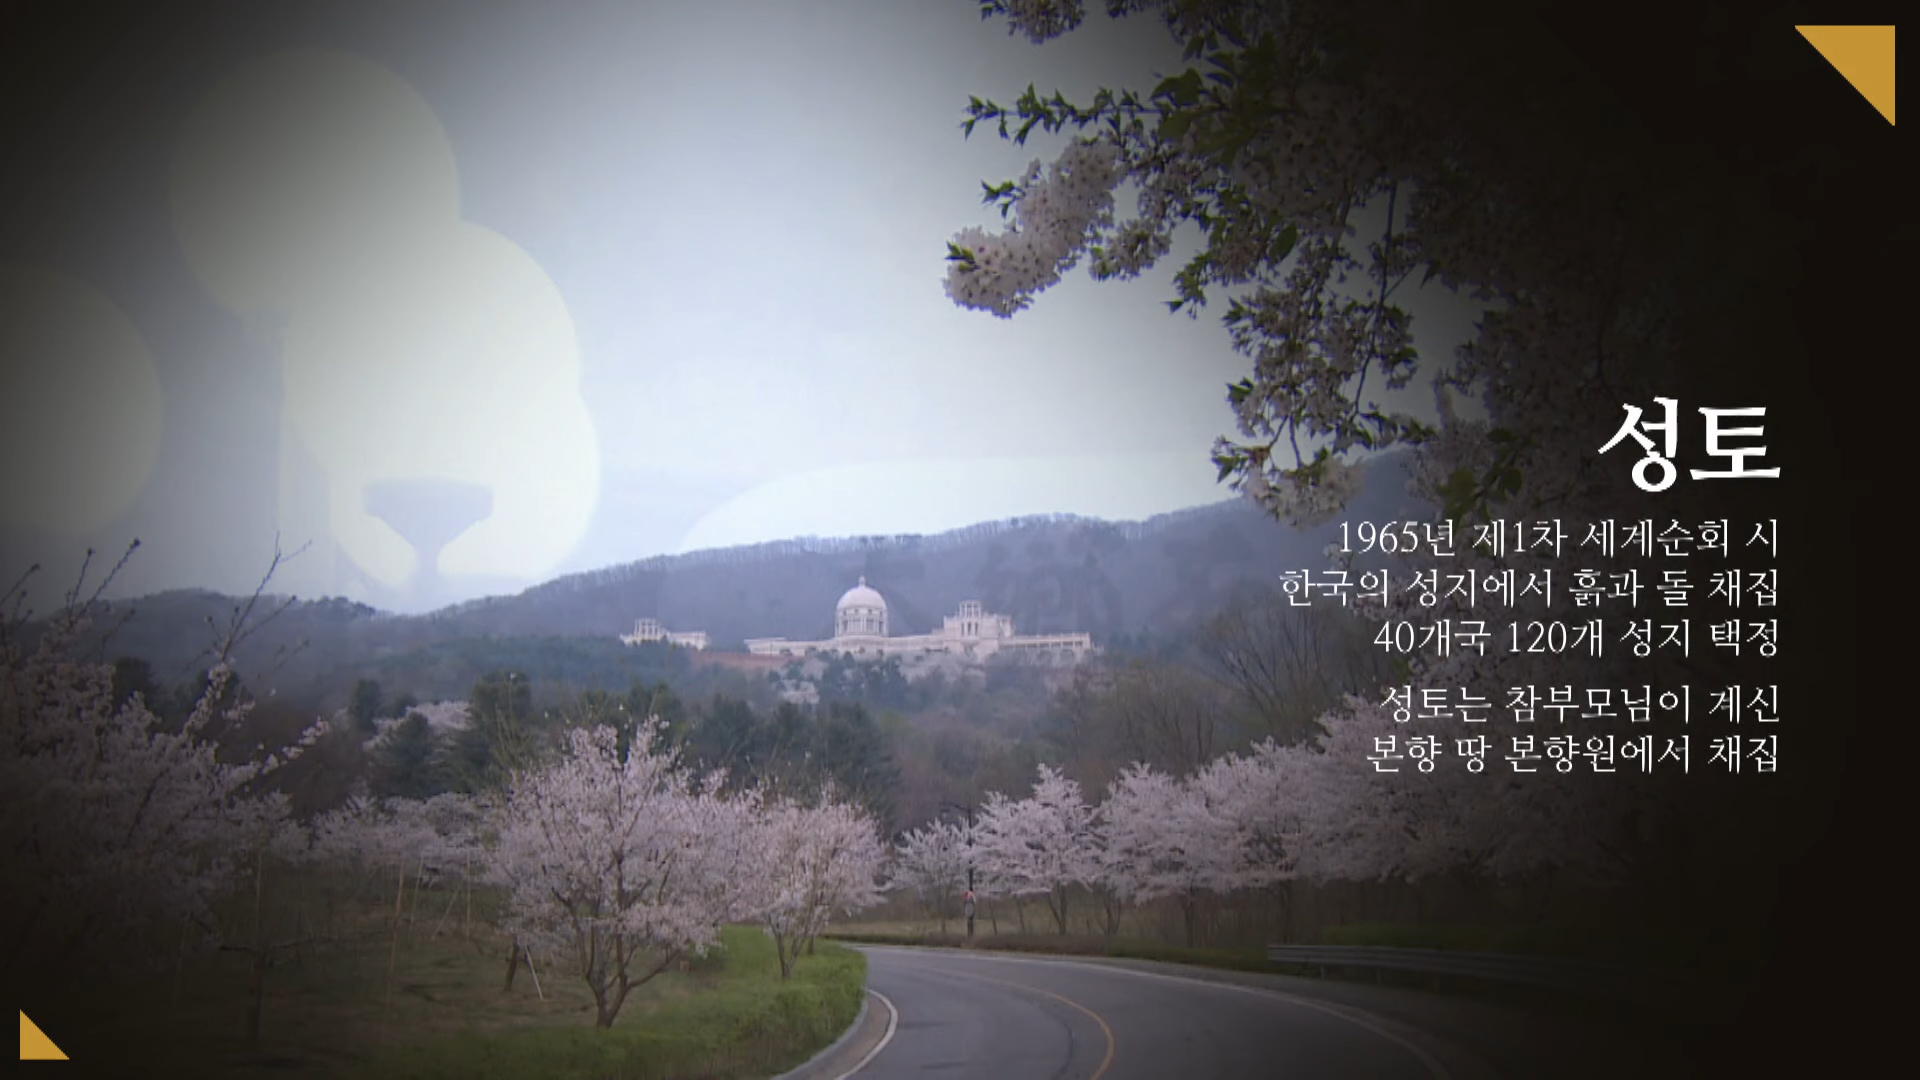 성토
1965년 제1차 세계순회 시
한국의 성지에서 흙과 돌 채집
40개국 120개 성지 택정
성토는 참부모님이 계신
본향 땅 본향원에서 채집